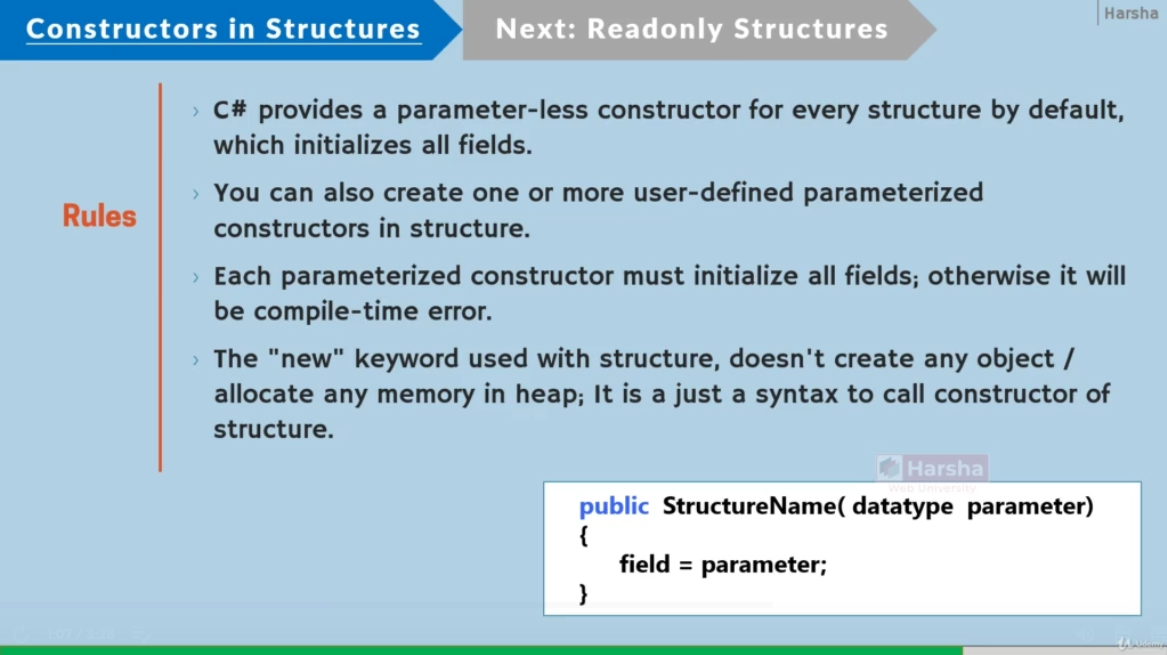 Constructors in Structures
Next: Readonly Structures
Harsha
Rules
› C# provides a parameter-less constructor for every structure by default,
which initializes all fields.
› You can also create one or more user-defined parameterized
constructors in structure.
› Each parameterized constructor must initialize all fields; otherwise it will
be compile-time error.
› The "new" keyword used with structure, doesn't create any object /
allocate any memory in heap; It is a just a syntax to call constructor of
structure.
Harsha
Web University
public StructureName( datatype parameter)
{
field = parameter;
}
Udemy